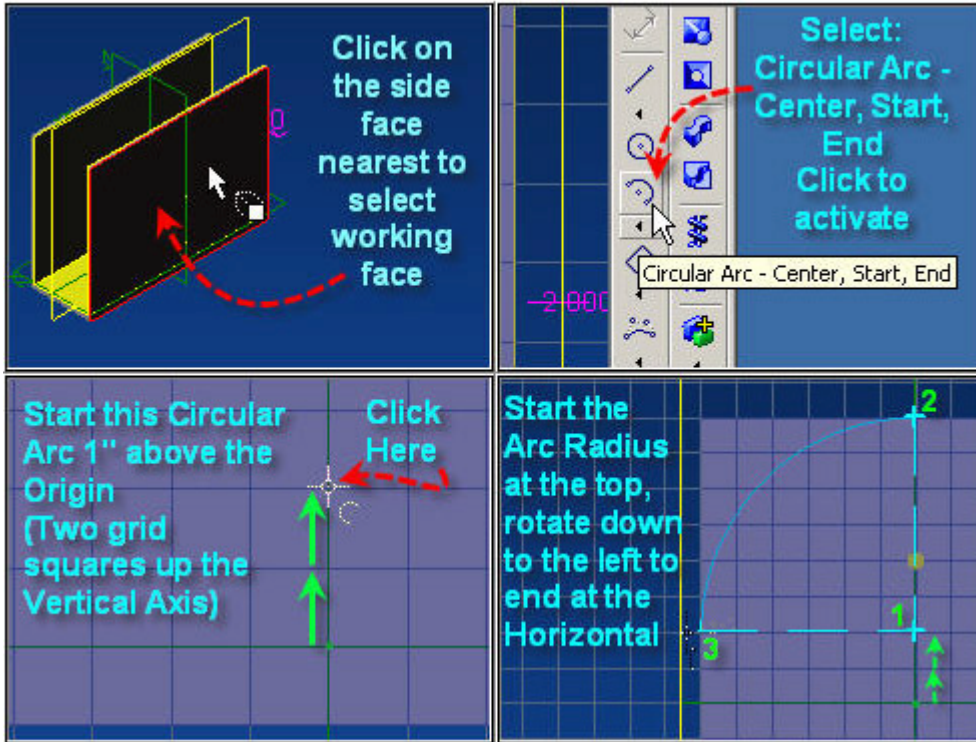 Click on
the side
face
nearest to
select
working
face
0
Select:
Circular Arc -
Center, Start,
End
Click to
activate
Circular Arc - Center, Start, End
-2.000
Start this Circular
Arc 1" above the
Origin
(Two grid
squares up the
Vertical Axis)
Click
Here
Start the
Arc Radius
at the top,
rotate down
to the left to
end at the
Horizontal
2
1
3